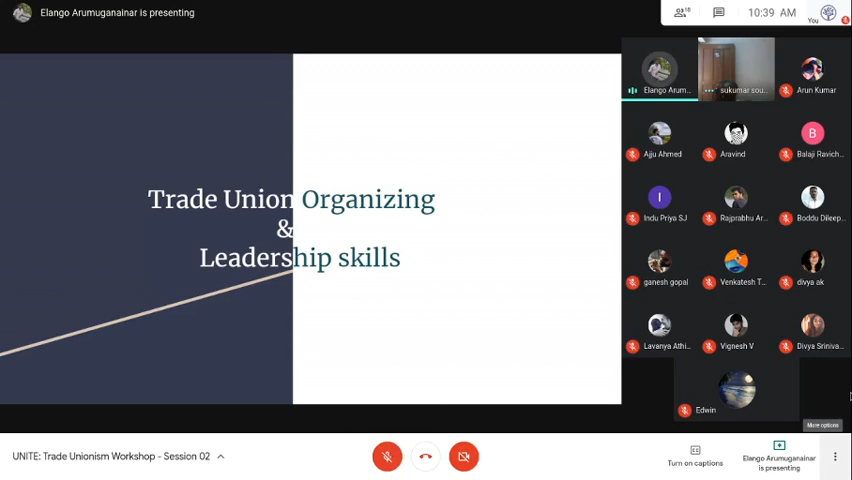 Elango Arumuganainar is presenting
18
10:39 AM
You
Trade Union Organizing
&
Leadership skills
Elango Arum...
sukumar sou...
Arun Kumar
Ajju Ahmed
Aravind
B
Balaji Ravich...
I
Indu Priya SJ
Rajprabhu Ar...
Boddu Dileep...
ganesh gopal
Venkatesh T...
divya ak
Lavanya Athi...
Vignesh V
Divya Sriniva...
Edwin
More options
UNITE: Trade Unionism Workshop - Session 02
Turn on captions
Elango Arumuganainar
is presenting